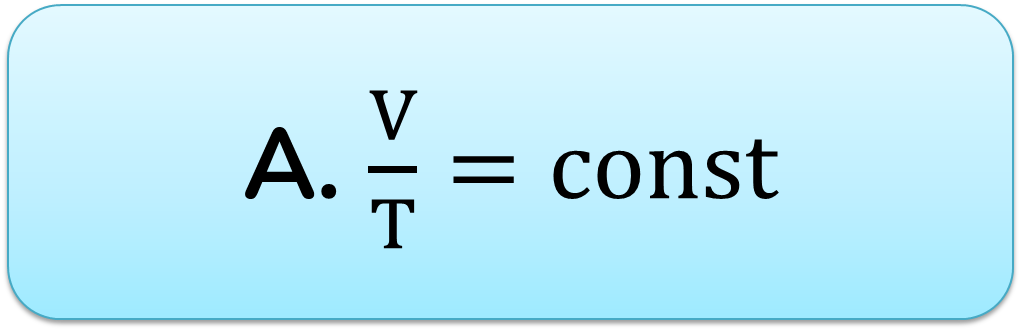 A. V/T = const